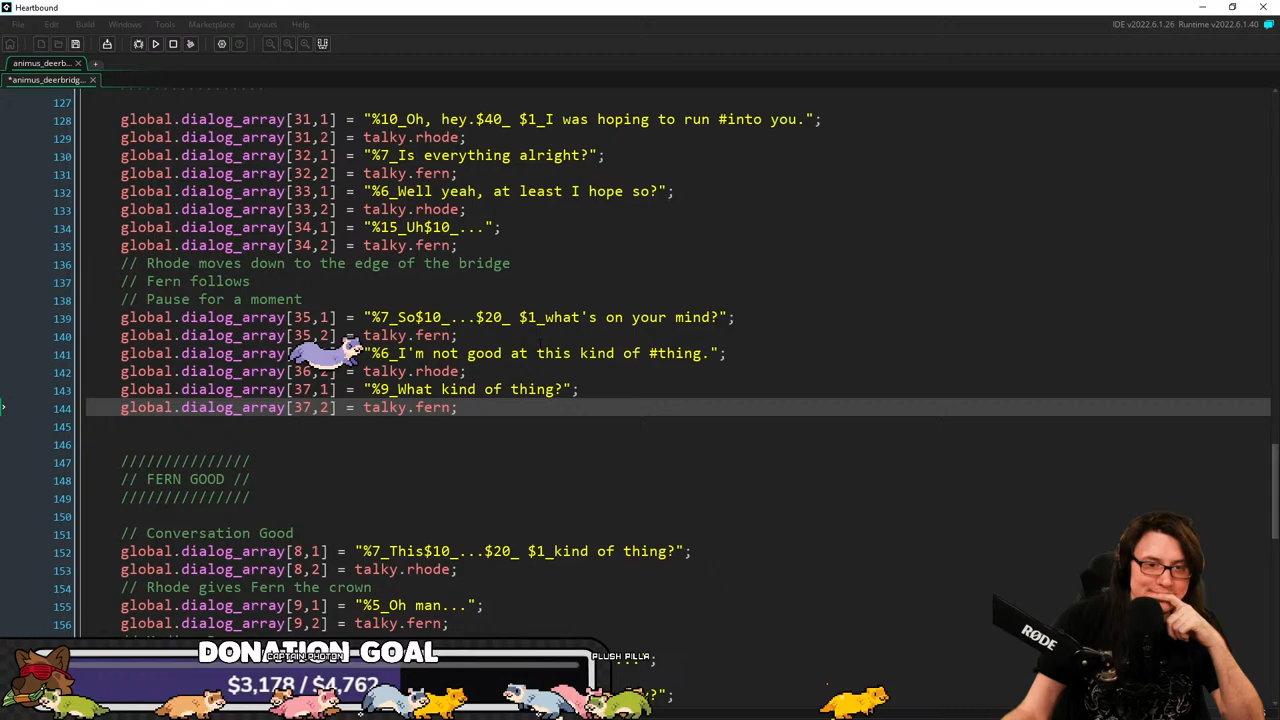 Heartbound
File Edit Build Windows Tools Marketplace Layouts Help
IDE v2022.6.1.26 Runtime v2022.6.1.40
animus_deerb...
*animus_deerbridg...
127
128 global.dialog_array[31,1] = "%10_Oh, hey.$40_ $1_I was hoping to run #into you.";
129 global.dialog_array[31,2] = talky.rhode;
130 global.dialog_array[32,1] = "%7_Is everything alright?";
131 global.dialog_array[32,2] = talky.fern;
132 global.dialog_array[33,1] = "%6_Well yeah, at least I hope so?";
133 global.dialog_array[33,2] = talky.rhode;
134 global.dialog_array[34,1] = "%15_Uh$10_...";
135 global.dialog_array[34,2] = talky.fern;
136 // Rhode moves down to the edge of the bridge
137 // Fern follows
138 // Pause for a moment
139 global.dialog_array[35,1] = "%7_So$10_...$20_ $1_what's on your mind?";
140 global.dialog_array[35,2] = talky.fern;
141 global.dialog_array "%6_I'm not good at this kind of #thing.";
142 global.dialog_array[36,2] = talky.rhode;
143 global.dialog_array[37,1] = "%9_What kind of thing?";
144 global.dialog_array[37,2] = talky.fern;
145
146
147 ///////////////
148 // FERN GOOD //
149 ///////////////
150
151 // Conversation Good
152 global.dialog_array[8,1] = "%7_This$10_...$20_ $1_kind of thing?";
153 global.dialog_array[8,2] = talky.rhode;
154 // Rhode gives Fern the crown
155 global.dialog_array[9,1] = "%5_Oh man...";
156 global.dialog_array[9,2] = talky.fern;
RØDE
DONATION GOAL
CAPTAIN PHOTON
PLUSH PILLA
$3,178 / $4,762